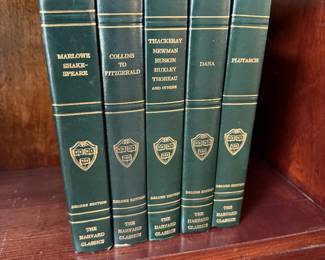 MARLOWE
SHAKE-
SPEARE
DELUXE EDITION
THE
HARVARD
CLASSICS
COLLINS
TO
FITZGERALD
DELUXE EDITION
THE
HARVARD
CLASSICS
THACKERAY
NEWMAN
RUSKIN
HUXLEY
THOREAU
AND OTHERS
DELUXE EDITION
THE
HARVARD
CLASSICS
DANA
DELUXE EDITION
THE
HARVARD
CLASSICS
PLUTARCH
DELUXE EDITION
THE
HARVARD
CLASSICS